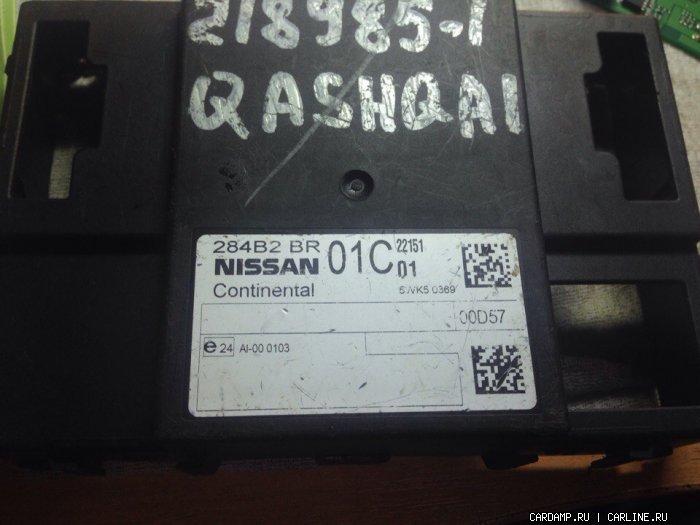 218985-1
QASHQAI
284B2 BR 01C 22151
NISSAN 01
Continental 5WK5 0369
00D57
e 24 AI-00 0103
CARDAMP.RU | CARLINE.RU